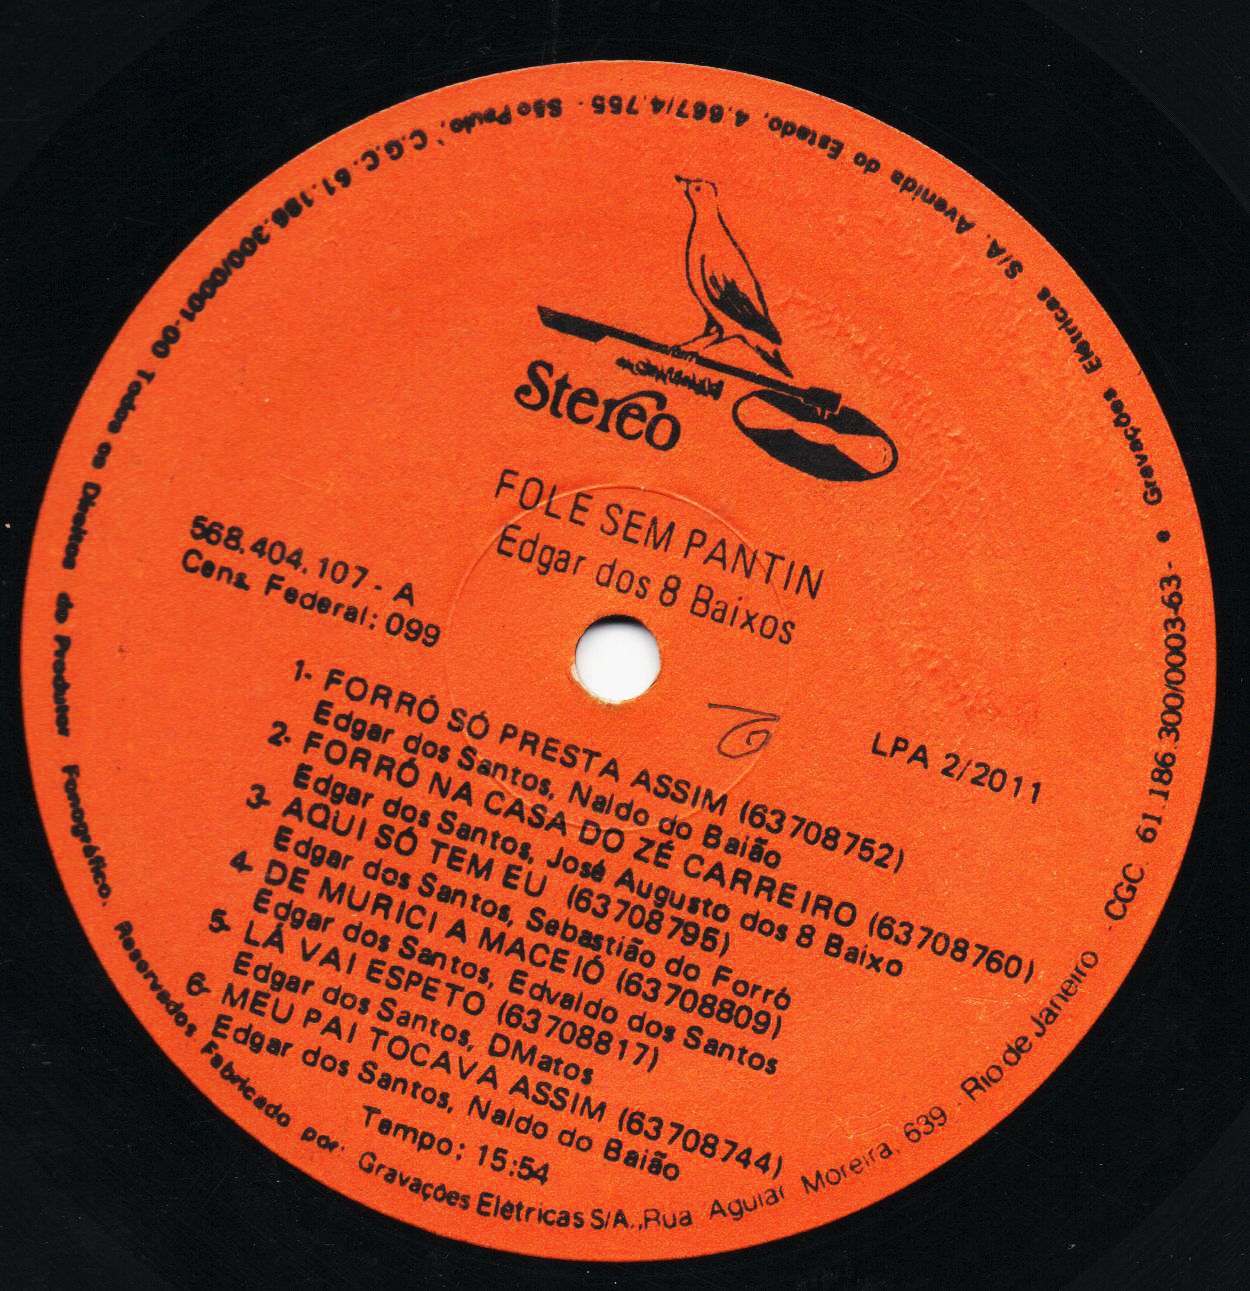 Stereo
FOLE SEM PANTIN
Edgar dos 8 Baixos
568.404.107 - A
Cens. Federal: 099
LPA 2/2011
1- FORRÓ SÓ PRESTA ASSIM (63708752)
Edgar dos Santos, Naldo do Baião
2- FORRÓ NA CASA DO ZÉ CARREIRO (63708760)
Edgar dos Santos, José Augusto dos 8 Baixo
3- AQUI SÓ TEM EU (63708795)
Edgar dos Santos, Sebastião do Forró
4- DE MURICI A MACEIÓ (63708809)
Edgar dos Santos, Edvaldo dos Santos
5- LÁ VAI ESPETO (63708817)
Edgar dos Santos, DMatos
6- MEU PAI TOCAVA ASSIM (63708744)
Edgar dos Santos, Naldo do Baião
Tempo: 15:54
• Gravações Elétricas S/A. Avenida do Estado, 4.667/4.755 - São Paulo, C.G.C. 61.186.300/0001-00 Todos os Direitos do Produtor Fonográfico. Reservados, Fabricado por: Gravações Elétricas S/A., Rua Aguiar Moreira, 639 - Rio de Janeiro - CGC 61.186.300/0003-63 -